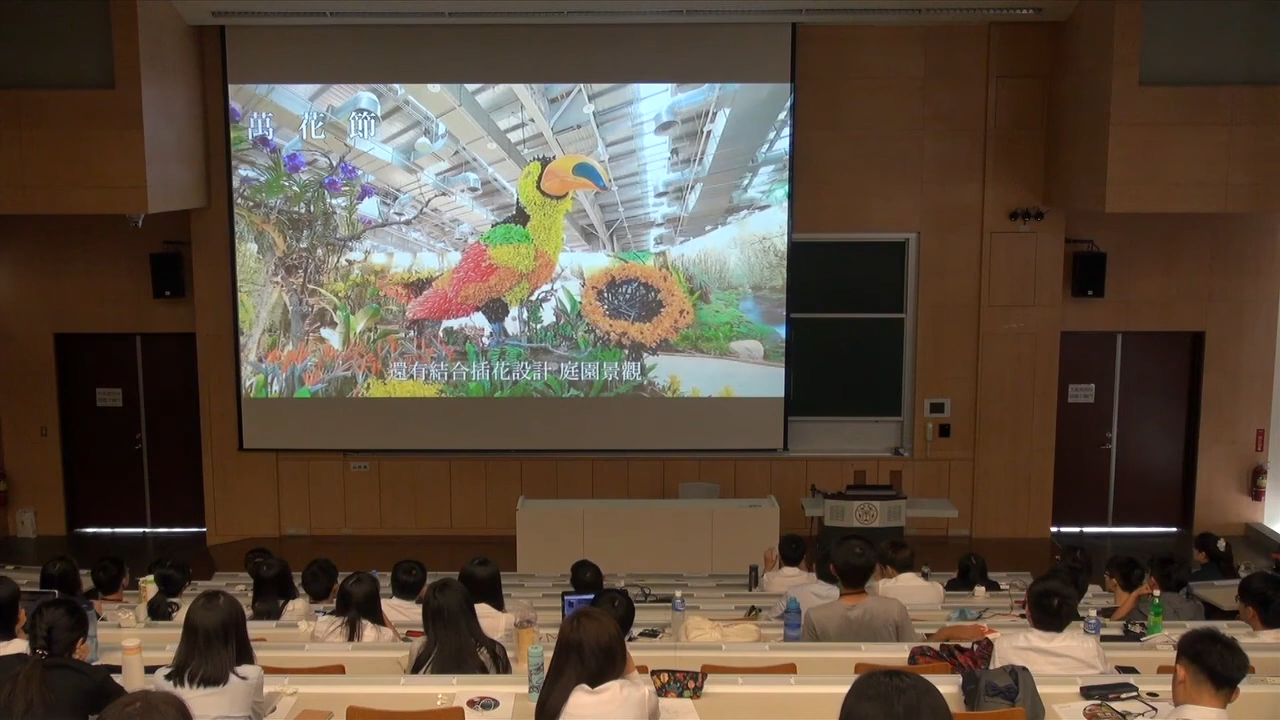 萬花節
還有結合插花設計 庭園景觀